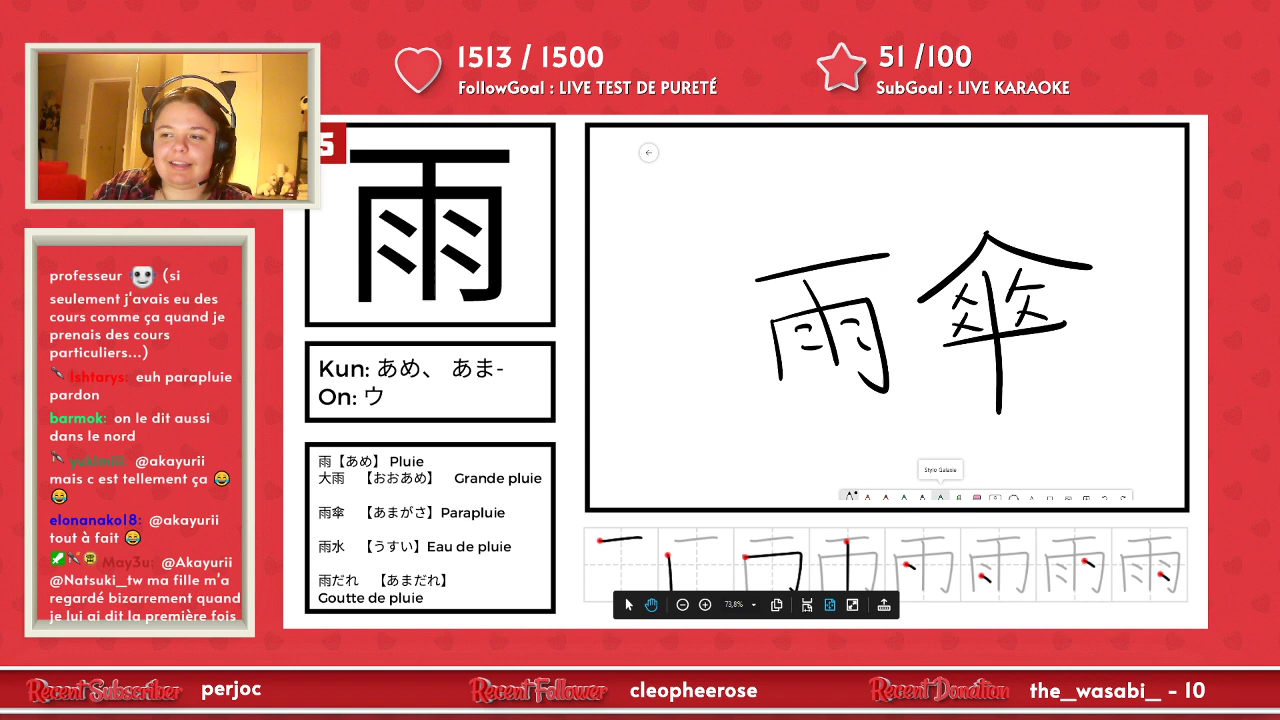 1513 / 1500
FollowGoal : LIVE TEST DE PURETÉ
51 /100
SubGoal : LIVE KARAOKE
5
雨
Kun: あめ、 あま-
On: ウ
雨【あめ】 Pluie
大雨 【おおあめ】 Grande pluie
雨傘 【あまがさ】Parapluie
雨水 【うすい】Eau de pluie
雨だれ 【あまだれ】
Goutte de pluie
雨傘
Stylo Galaxie
73,8%
professeur (si
seulement j'avais eu des
cours comme ça quand je
prenais des cours
particuliers...)
Ishtarys: euh parapluie
pardon
barmok: on le dit aussi
dans le nord
yukimiii: @akayurii
mais c est tellement ça 😂
😂
elonanako18: @akayurii
tout à fait 😂
May3u: @Akayurii
@Natsuki_tw ma fille m'a
regardé bizarrement quand
je lui ai dit la première fois
Recent Subscriber perjoc
Recent Follower cleopheerose
Recent Donation the_wasabi_ - 10